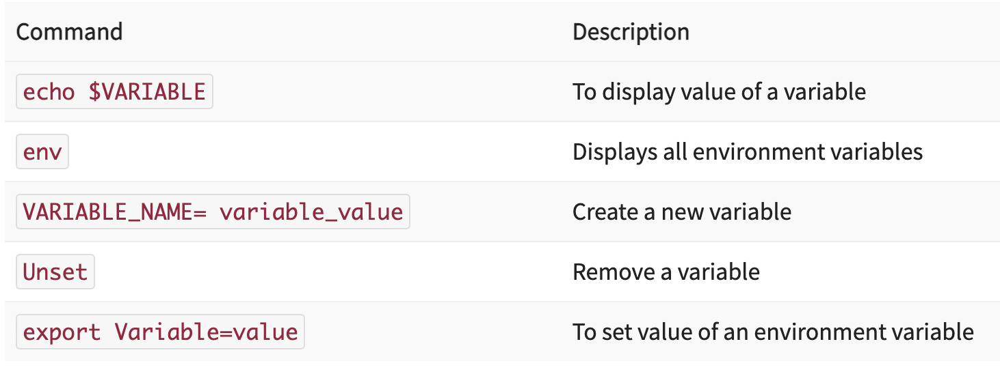 Command Description
echo $VARIABLE To display value of a variable
env Displays all environment variables
VARIABLE_NAME= variable_value Create a new variable
Unset Remove a variable
export Variable=value To set value of an environment variable